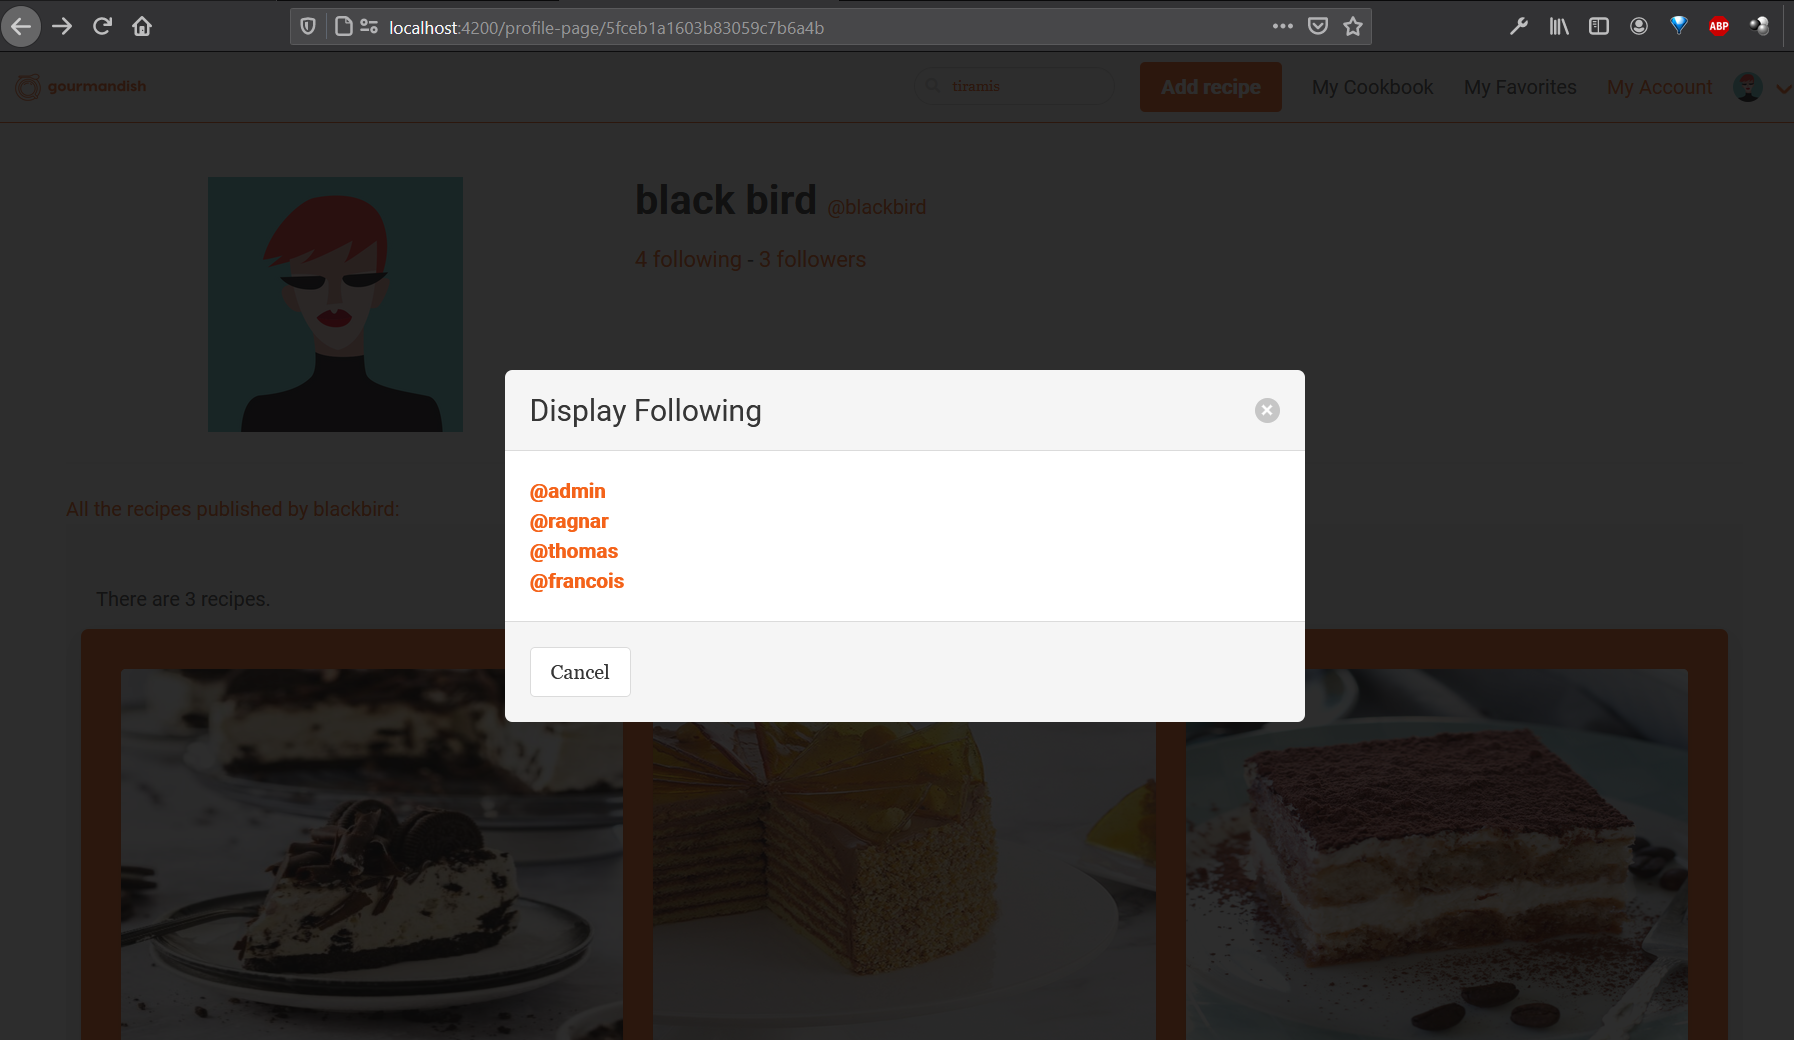 localhost:4200/profile-page/5fceb1a1603b83059c7b6a4b
ABP
gourmandish
tiramis
Add recipe
My Cookbook
My Favorites
My Account
black bird @blackbird
4 following - 3 followers
Display Following
@admin
@ragnar
@thomas
@francois
Cancel
All the recipes published by blackbird:
There are 3 recipes.